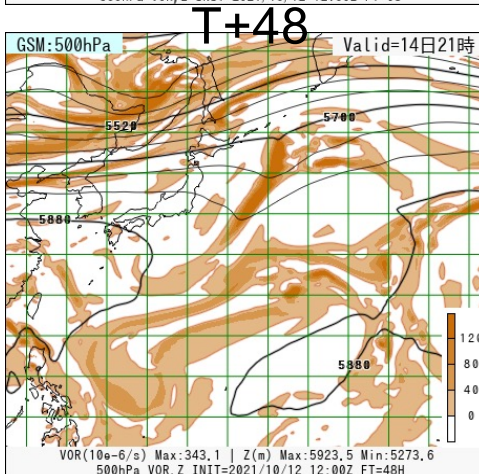 T+48
GSM:500hPa
Valid=14日21時
5520
5700
5880
5880
120
80
40
0
VOR(10e-6/s) Max:343.1 | Z(m) Max:5923.5 Min:5273.6
500hPa VOR.Z INIT=2021/10/12 12:00Z FT=48H